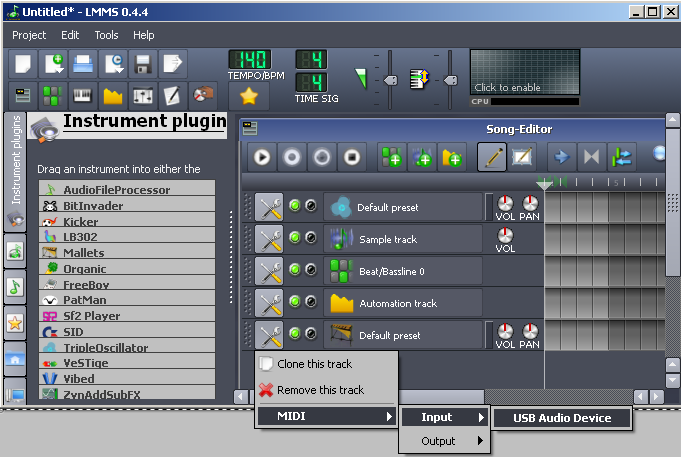 Untitled* - LMMS 0.4.4
Project Edit Tools Help
140
TEMPO/BPM
4
4
TIME SIG
Click to enable
CPU
Instrument plugins
Instrument plugin
Drag an instrument into either the
AudioFileProcessor
BitInvader
Kicker
LB302
Mallets
Organic
FreeBoy
PatMan
Sf2 Player
SID
TripleOscillator
VeSTige
Vibed
ZynAddSubFX
Song-Editor
Default preset
VOL PAN
Sample track
VOL
Beat/Bassline 0
Automation track
Default preset
VOL PAN
Clone this track
Remove this track
MIDI
Input
Output
USB Audio Device